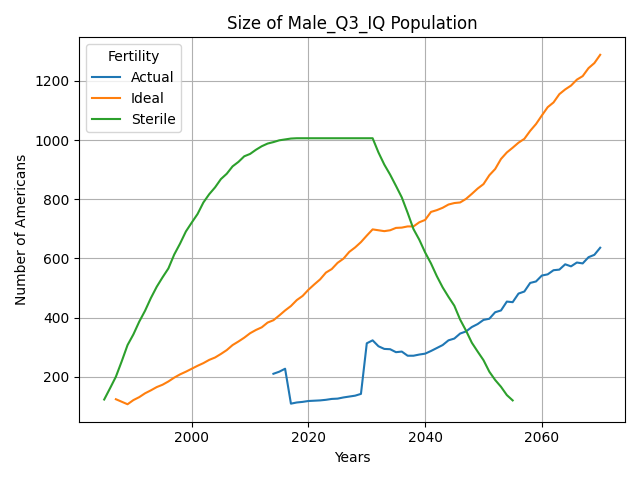 Size of Male_Q3_IQ Population
Fertility
Actual
Ideal
Sterile
Number of Americans
1200
1000
800
600
400
200
2000
2020
2040
2060
Years